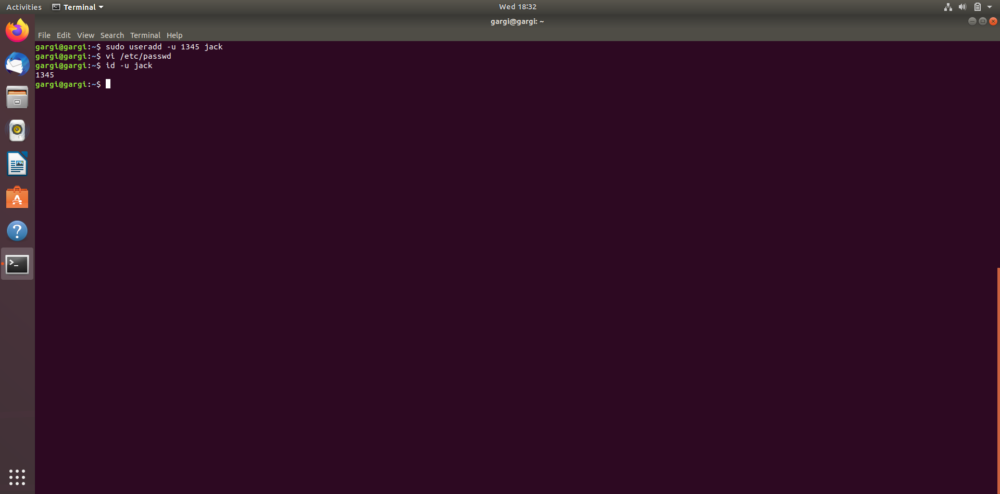 Activities Terminal Wed 18:32
gargi@gargi: ~
File Edit View Search Terminal Help
gargi@gargi:~$ sudo useradd -u 1345 jack
gargi@gargi:~$ vi /etc/passwd
gargi@gargi:~$ id -u jack
1345
gargi@gargi:~$